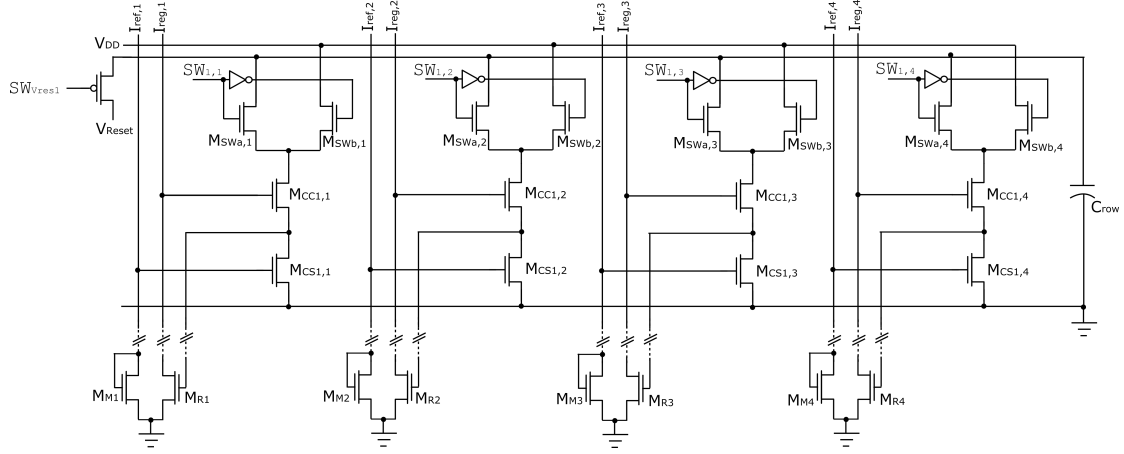 Iref,1 Ireg,1 Iref,2 Ireg,2 Iref,3 Ireg,3 Iref,4 Ireg,4
VDD
SW1,1 SW1,2 SW1,3 SW1,4
SWVres1
VReset
MSWa,1 MSWb,1 MSWa,2 MSWb,2 MSWa,3 MSWb,3 MSWa,4 MSWb,4
MCC1,1 MCC1,2 MCC1,3 MCC1,4
Crow
MCS1,1 MCS1,2 MCS1,3 MCS1,4
MM1 MR1 MM2 MR2 MM3 MR3 MM4 MR4